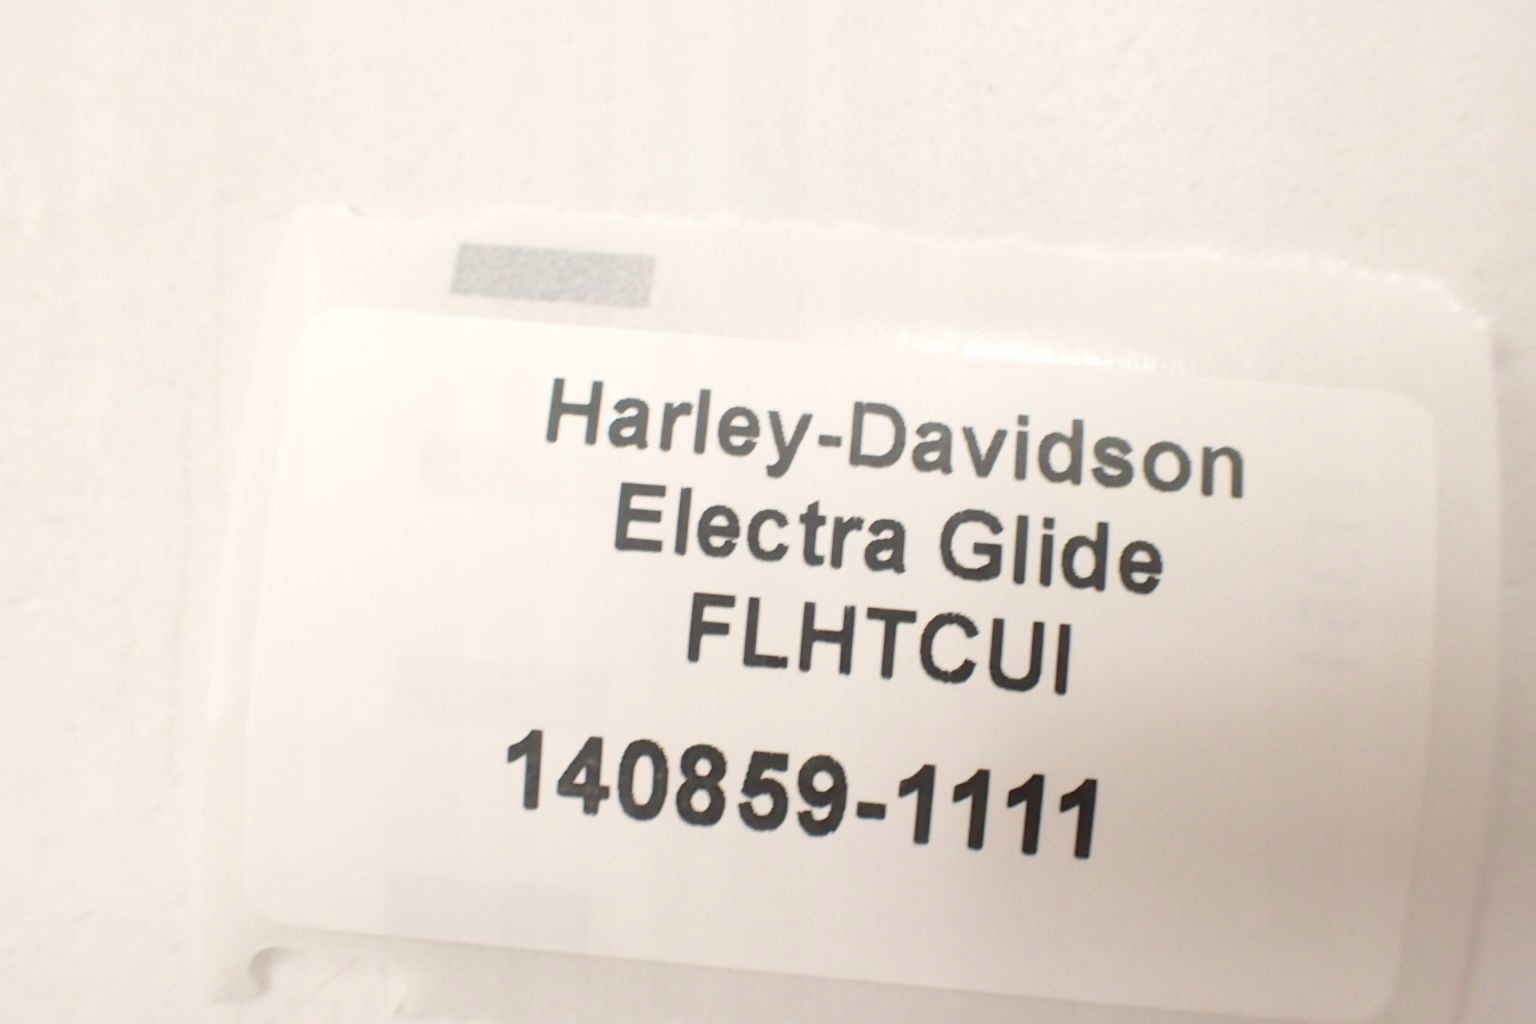 Harley-Davidson
Electra Glide
FLHTCUI
140859-1111